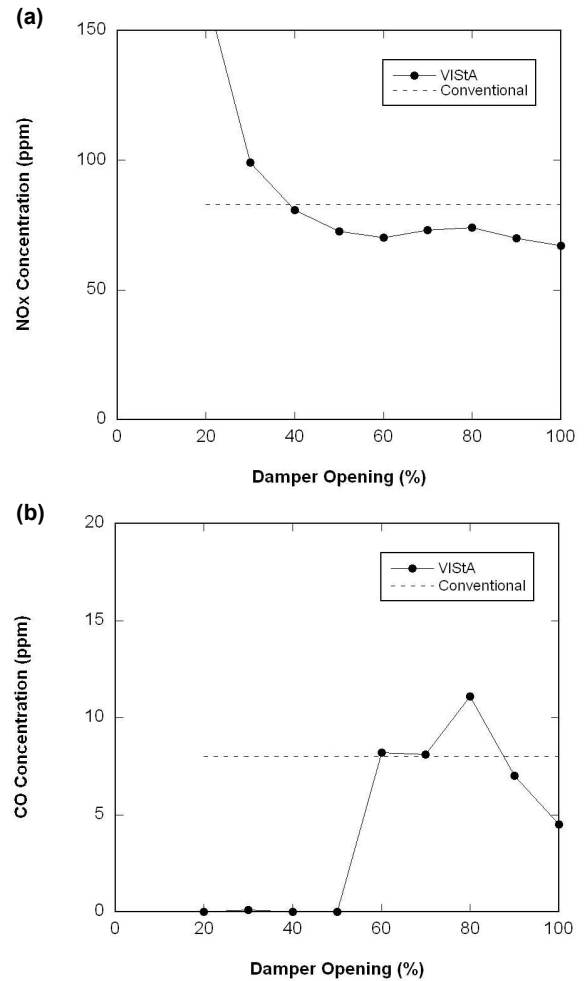 (a)
150
100
50
0
NOx Concentration (ppm)
VIStA
Conventional
0 20 40 60 80 100
Damper Opening (%)
(b)
20
15
10
5
0
CO Concentration (ppm)
VIStA
Conventional
0 20 40 60 80 100
Damper Opening (%)